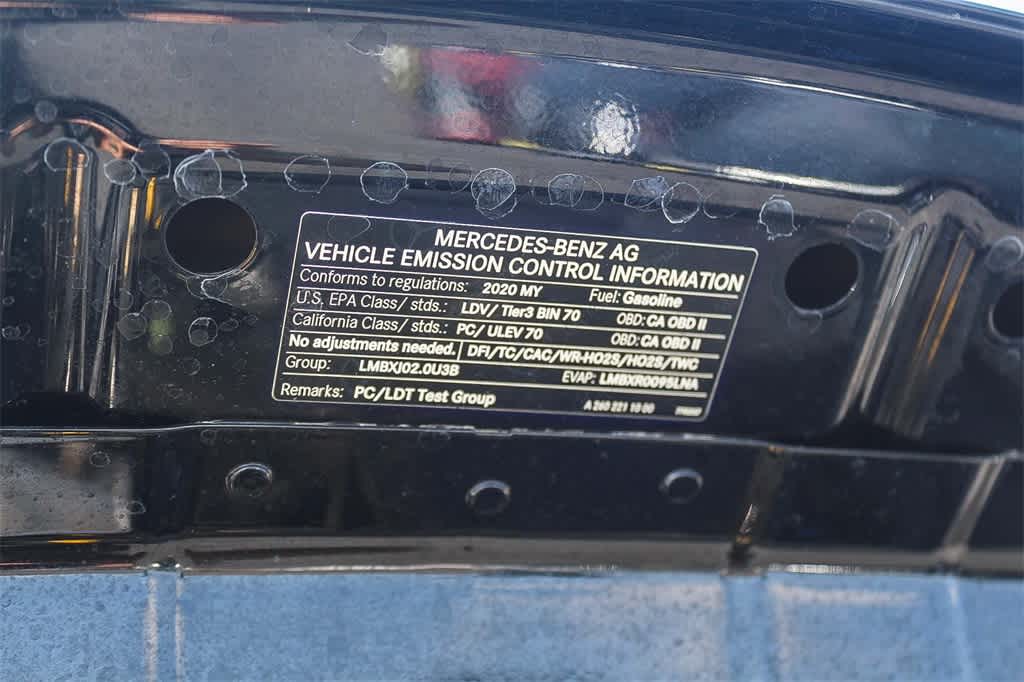 MERCEDES-BENZ AG
VEHICLE EMISSION CONTROL INFORMATION
Conforms to regulations: 2020 MY Fuel: Gasoline
U.S. EPA Class/ stds.: LDV/ Tier3 BIN 70 OBD: CA OBD II
California Class/ stds.: PC/ ULEV 70 OBD: CA OBD II
No adjustments needed. DFI/TC/CAC/WR-HO2S/HO2S/TWC
Group: LMBXJ02.0U3B EVAP: LMBXR0095LNA
Remarks: PC/LDT Test Group A 260 221 10 00